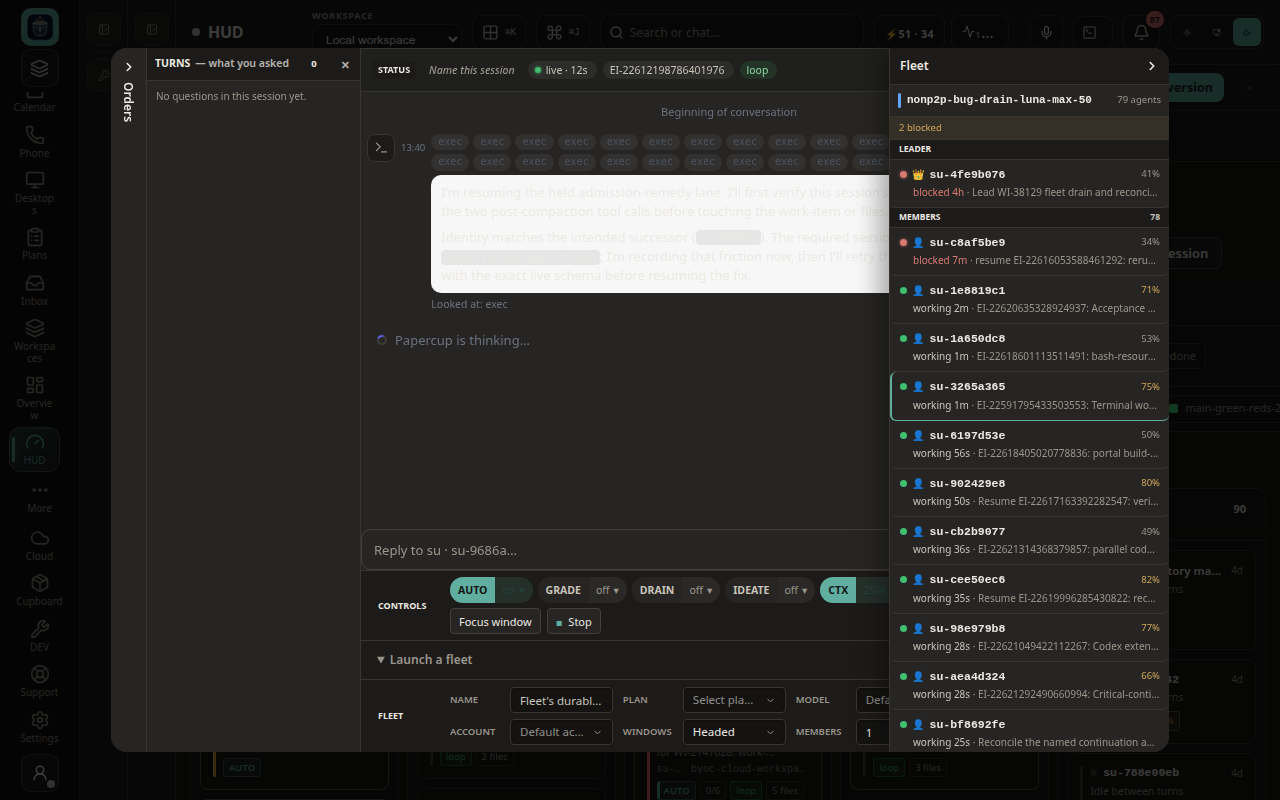 HUD
WORKSPACE
Local workspace
⌘K
⌘J
Search or chat...
⚡51 · 34
1...
87
Calendar
Phone
Desktop
s
Plans
Inbox
Workspa
ces
Overvie
w
HUD
More
Cloud
Cupboard
DEV
Support
Settings
Orders
TURNS — what you asked 0 ×
No questions in this session yet.
STATUS
Name this session
live · 12s
EI-22612198786401976
loop
Beginning of conversation
13:40
exec exec exec exec exec exec exec exec exec exec exec
exec exec exec exec exec exec exec exec exec exec exec
I'm resuming the held admission-remedy lane. I'll first verify this session's
the two post-compaction tool calls before touching the work-item or files.
Identity matches the intended successor ( ). The required sessio
; I'm recording that friction now, then I'll retry th
with the exact live schema before resuming the fix.
Looked at: exec
Papercup is thinking...
Reply to su · su-9686a...
CONTROLS
AUTO on ▾
GRADE off ▾
DRAIN off ▾
IDEATE off ▾
CTX 250k
Focus window
Stop
▼ Launch a fleet
FLEET
NAME Fleet's durabl...
PLAN Select pla...
MODEL Defa
ACCOUNT Default ac...
WINDOWS Headed
MEMBERS 1
Fleet
nonp2p-bug-drain-luna-max-50 79 agents
2 blocked
LEADER
su-4fe9b076 41%
blocked 4h · Lead WI-38129 fleet drain and reconci...
MEMBERS 78
su-c8af5be9 34%
blocked 7m · resume EI-22616053588461292: reru...
su-1e8819c1 71%
working 2m · EI-22620635328924937: Acceptance ...
su-1a650dc8 53%
working 1m · EI-22618601113511491: bash-resour...
su-3265a365 75%
working 1m · EI-22591795433503553: Terminal wo...
su-6197d53e 50%
working 56s · EI-22618405020778836: portal build-...
su-902429e8 80%
working 50s · Resume EI-22617163392282547: veri...
su-cb2b9077 49%
working 36s · EI-22621314368379857: parallel cod...
su-cee50ec6 82%
working 35s · Resume EI-22619996285430822: rec...
su-98e979b8 77%
working 28s · EI-22621049422112267: Codex exten...
su-aea4d324 66%
working 28s · EI-22621292490660994: Critical-conti...
su-bf8692fe
working 25s · Reconcile the named continuation a...
version
ession
done
main-green-reds-2
90
tory ma... 4d
rns
42 4d
rns
su-788e00eb 4d
Idle between turns
AUTO
loop 2 files
su-... byoc-cloud-workspa...
AUTO 0/6 loop 5 files
loop 3 files